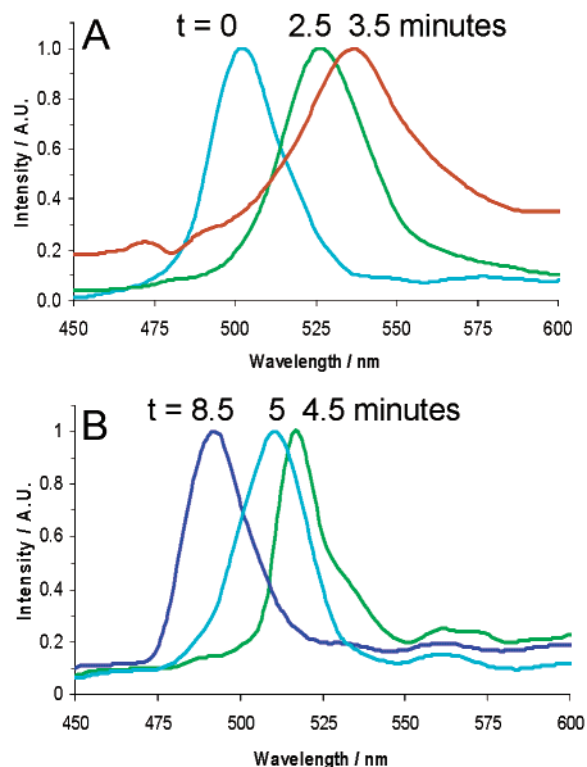 A
t = 0 2.5 3.5 minutes
Intensity / A.U.
1.0
0.8
0.6
0.4
0.2
0.0
450 475 500 525 550 575 600
Wavelength / nm
B
t = 8.5 5 4.5 minutes
Intensity / A.U.
1
0.8
0.6
0.4
0.2
0
450 475 500 525 550 575 600
Wavelength / nm